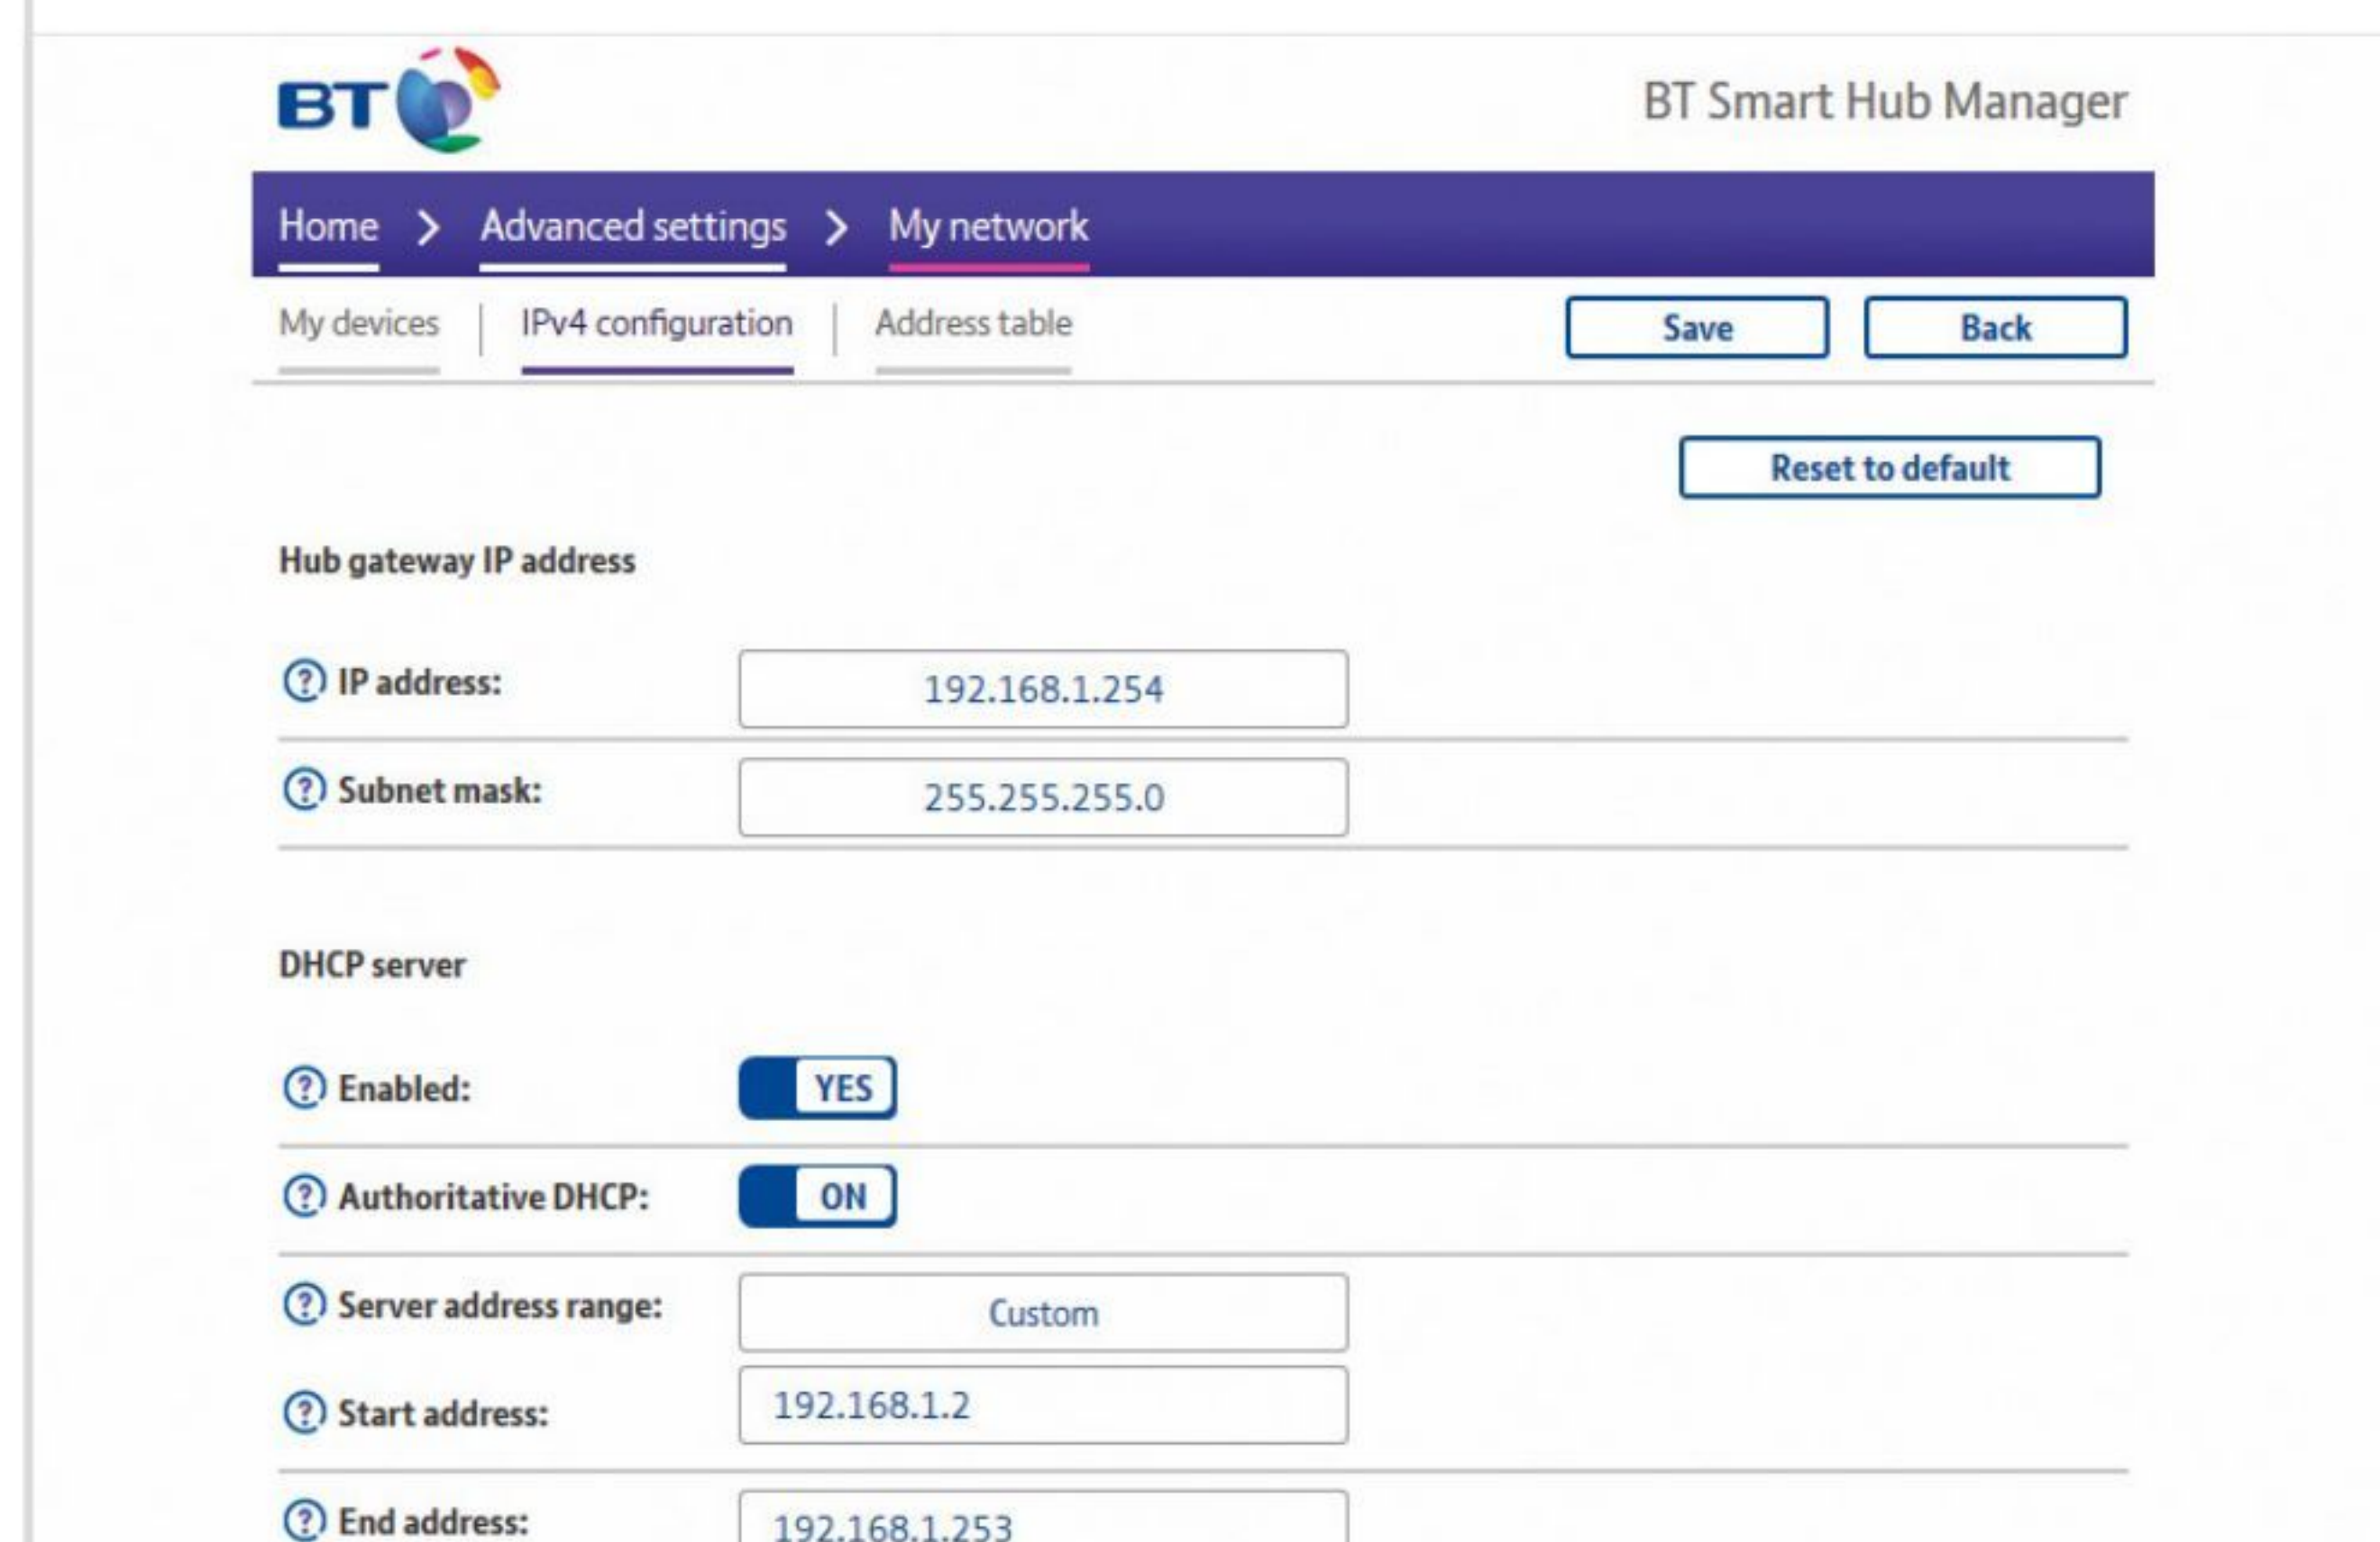 BT
BT Smart Hub Manager
Home > Advanced settings > My network
My devices | IPv4 configuration | Address table
Save Back
Reset to default
Hub gateway IP address
? IP address: 192.168.1.254
? Subnet mask: 255.255.255.0
DHCP server
? Enabled: YES
? Authoritative DHCP: ON
? Server address range: Custom
? Start address: 192.168.1.2
? End address: 192.168.1.253